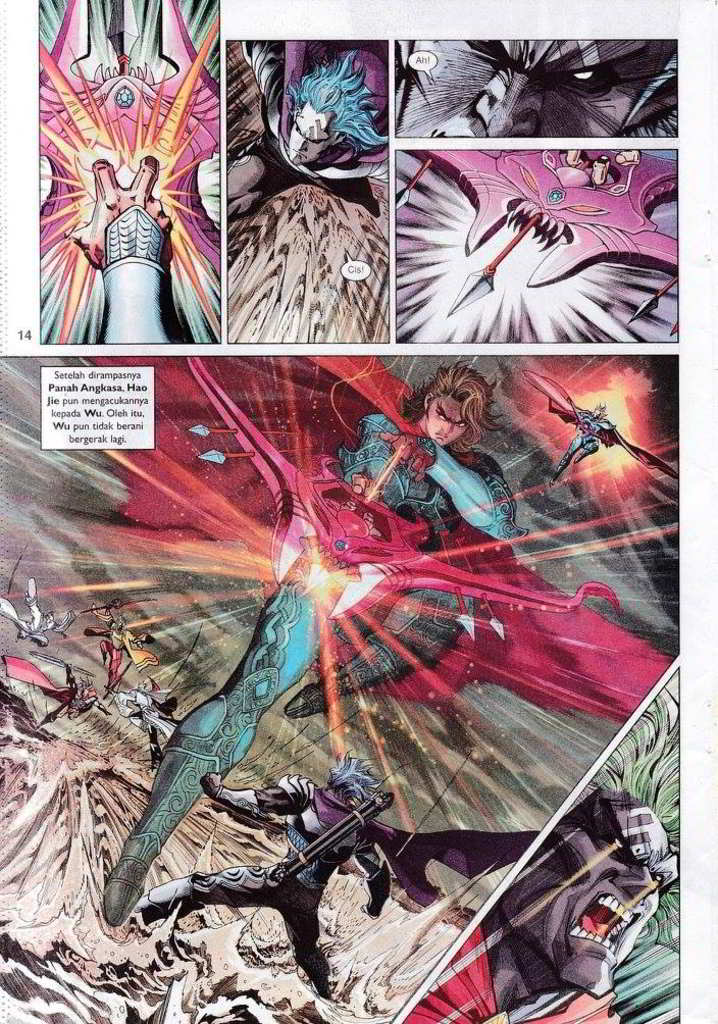 Ah!
Cis!
14
Setelah dirampasnya
Panah Angkasa, Hao
Jie pun mengacukannya
kepada Wu. Oleh itu,
Wu pun tidak berani
bergerak lagi.